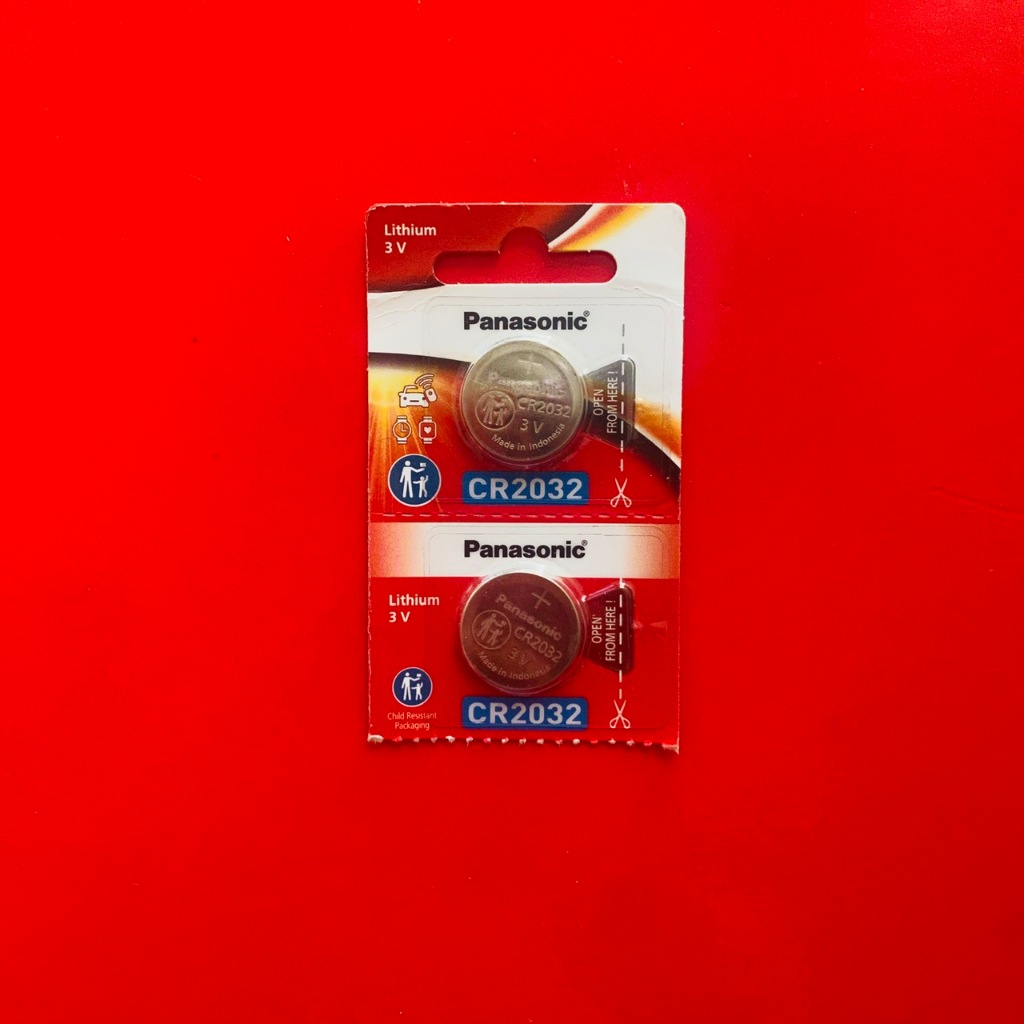 Lithium
3 V
Panasonic®
Panasonic
CR2032
3 V
Made in Indonesia
OPEN
FROM HERE !
CR2032
Panasonic®
Lithium
3 V
+
Panasonic
CR2032
3 V
Made in Indonesia
OPEN
FROM HERE !
Child Resistant
Packaging
CR2032